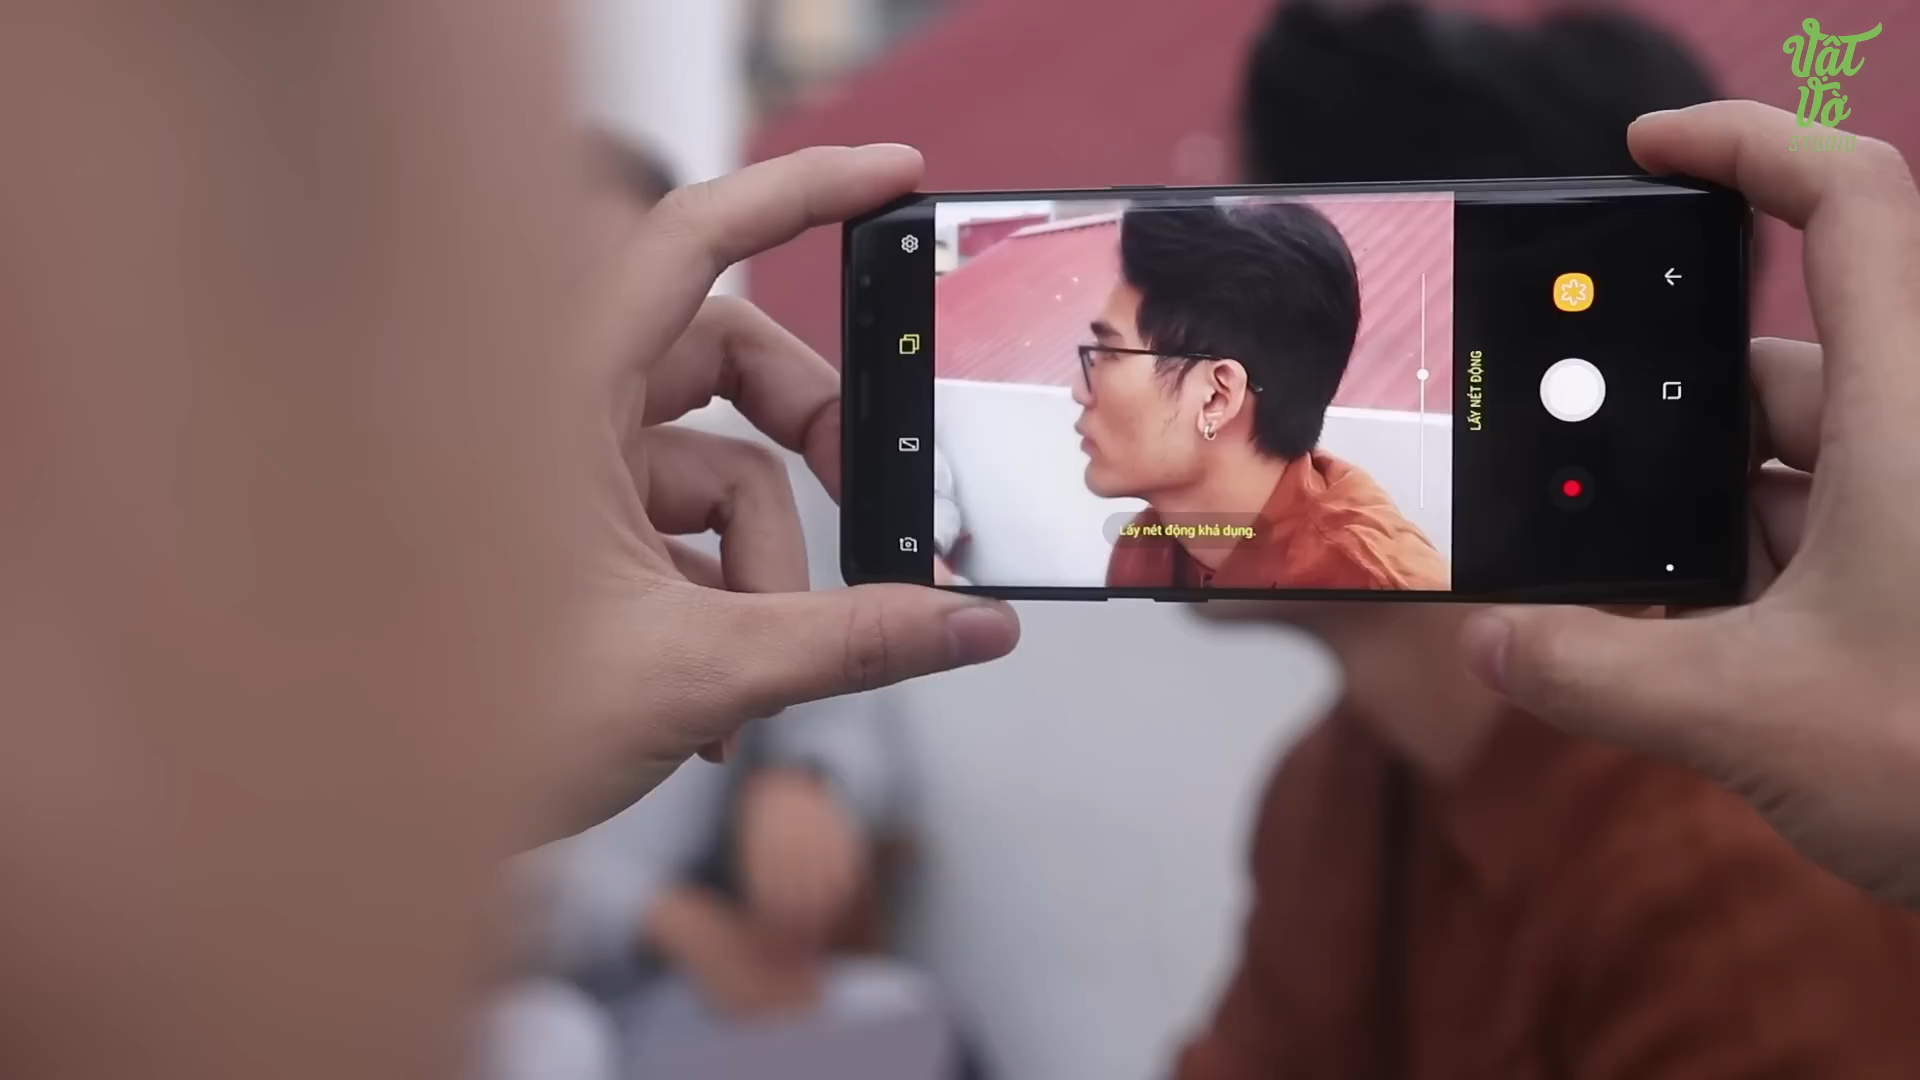 Vật
Vờ
STUDIO
LẤY NÉT ĐỘNG
Lấy nét động khả dụng.